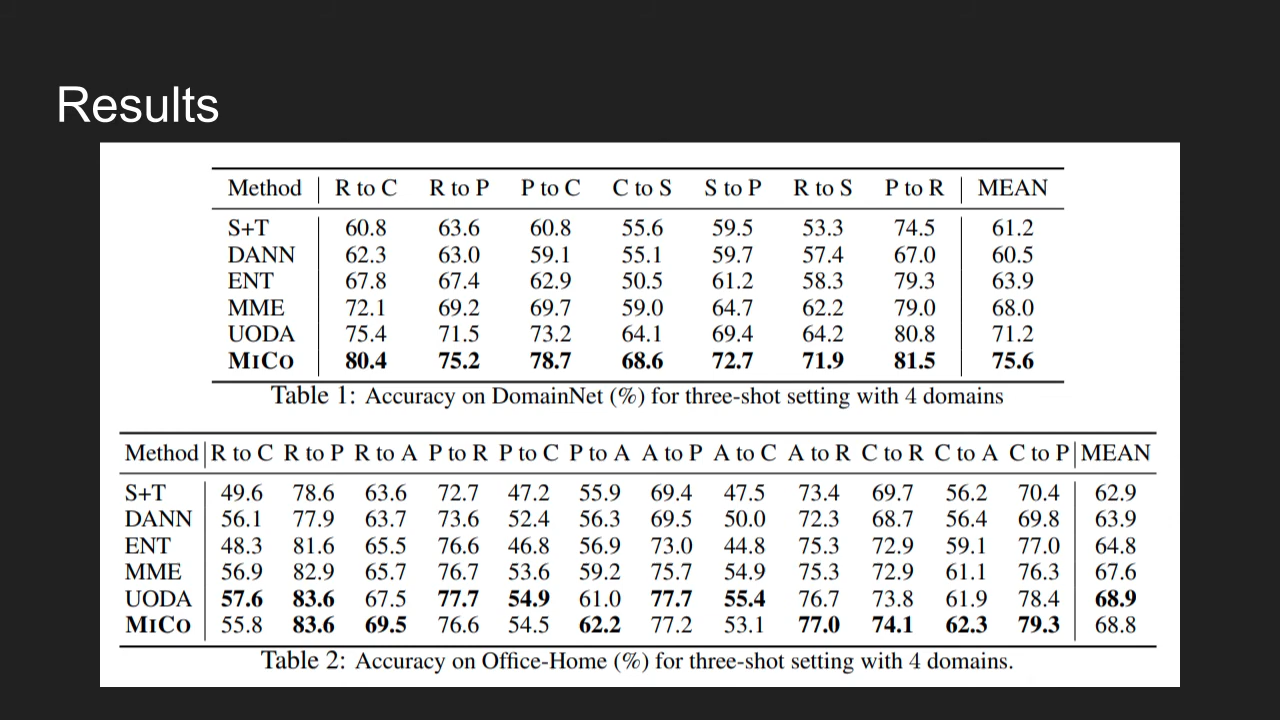 Results
Method R to C R to P P to C C to S S to P R to S P to R MEAN
S+T 60.8 63.6 60.8 55.6 59.5 53.3 74.5 61.2
DANN 62.3 63.0 59.1 55.1 59.7 57.4 67.0 60.5
ENT 67.8 67.4 62.9 50.5 61.2 58.3 79.3 63.9
MME 72.1 69.2 69.7 59.0 64.7 62.2 79.0 68.0
UODA 75.4 71.5 73.2 64.1 69.4 64.2 80.8 71.2
MICO 80.4 75.2 78.7 68.6 72.7 71.9 81.5 75.6
Table 1: Accuracy on DomainNet (%) for three-shot setting with 4 domains
Method R to C R to P R to A P to R P to C P to A A to P A to C A to R C to R C to A C to P MEAN
S+T 49.6 78.6 63.6 72.7 47.2 55.9 69.4 47.5 73.4 69.7 56.2 70.4 62.9
DANN 56.1 77.9 63.7 73.6 52.4 56.3 69.5 50.0 72.3 68.7 56.4 69.8 63.9
ENT 48.3 81.6 65.5 76.6 46.8 56.9 73.0 44.8 75.3 72.9 59.1 77.0 64.8
MME 56.9 82.9 65.7 76.7 53.6 59.2 75.7 54.9 75.3 72.9 61.1 76.3 67.6
UODA 57.6 83.6 67.5 77.7 54.9 61.0 77.7 55.4 76.7 73.8 61.9 78.4 68.9
MICO 55.8 83.6 69.5 76.6 54.5 62.2 77.2 53.1 77.0 74.1 62.3 79.3 68.8
Table 2: Accuracy on Office-Home (%) for three-shot setting with 4 domains.